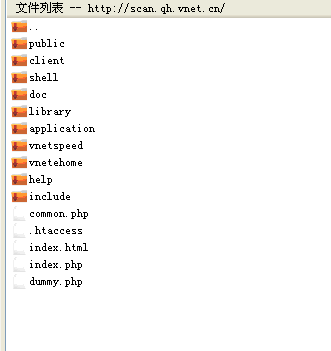 文件列表 -- http://scan.qh.vnet.cn/
..
public
client
shell
doc
library
application
vnetspeed
vnetehome
help
include
common.php
.htaccess
index.html
index.php
dummy.php